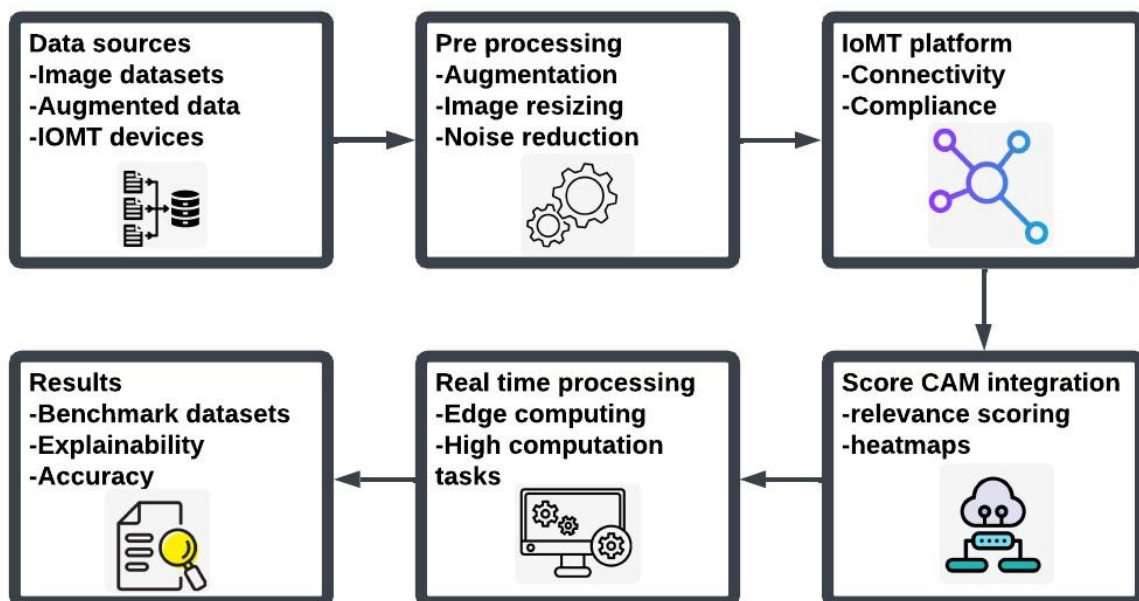 Data sources
-Image datasets
-Augmented data
-IOMT devices
Pre processing
-Augmentation
-Image resizing
-Noise reduction
IoMT platform
-Connectivity
-Compliance
Score CAM integration
-relevance scoring
-heatmaps
Real time processing
-Edge computing
-High computation
tasks
Results
-Benchmark datasets
-Explainability
-Accuracy